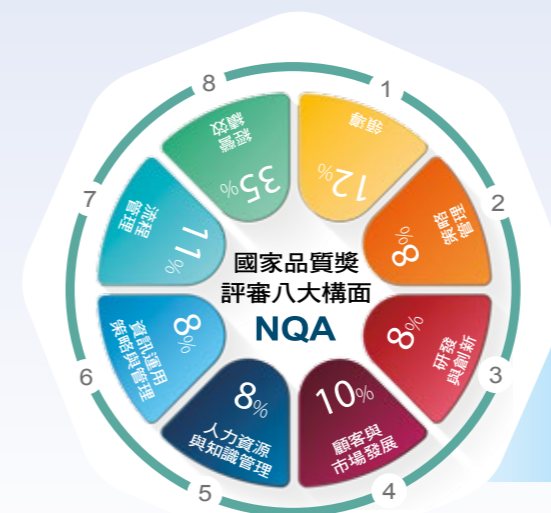 國家品質獎
評審八大構面
NQA
1
領導
12%
2
策略
管理
8%
3
研發
與創新
8%
4
顧客與
市場發展
10%
5
人力資源
與知識管理
8%
6
資訊運用
策略與管理
8%
7
流程
管理
11%
8
經營
績效
35%